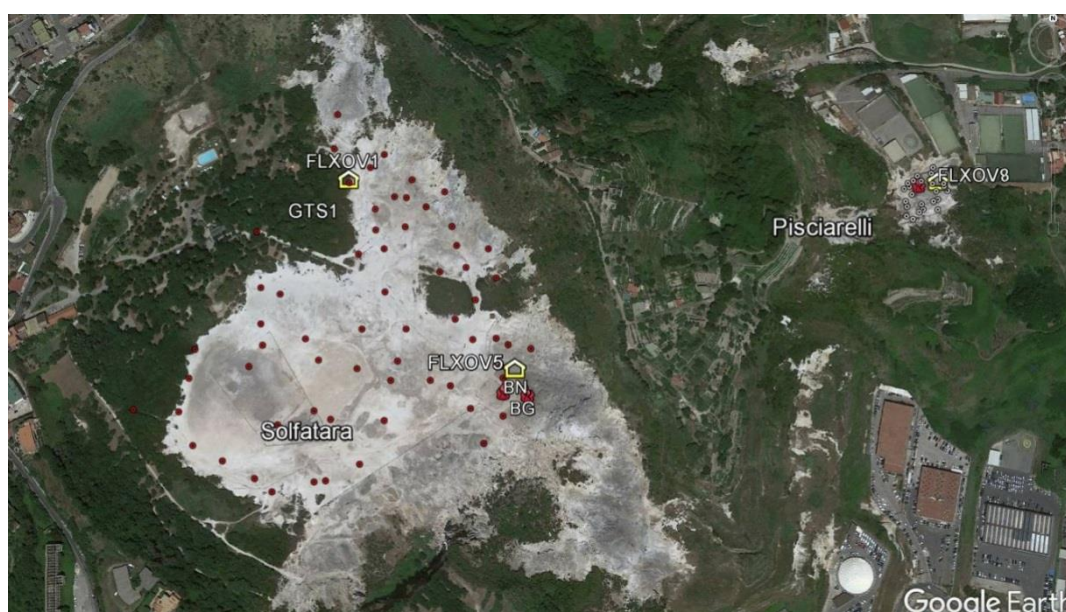 FLXOV1
GTS1
FLXOV8
Pisciarelli
FLXOV5
BN
BG
Solfatara
Google Earth